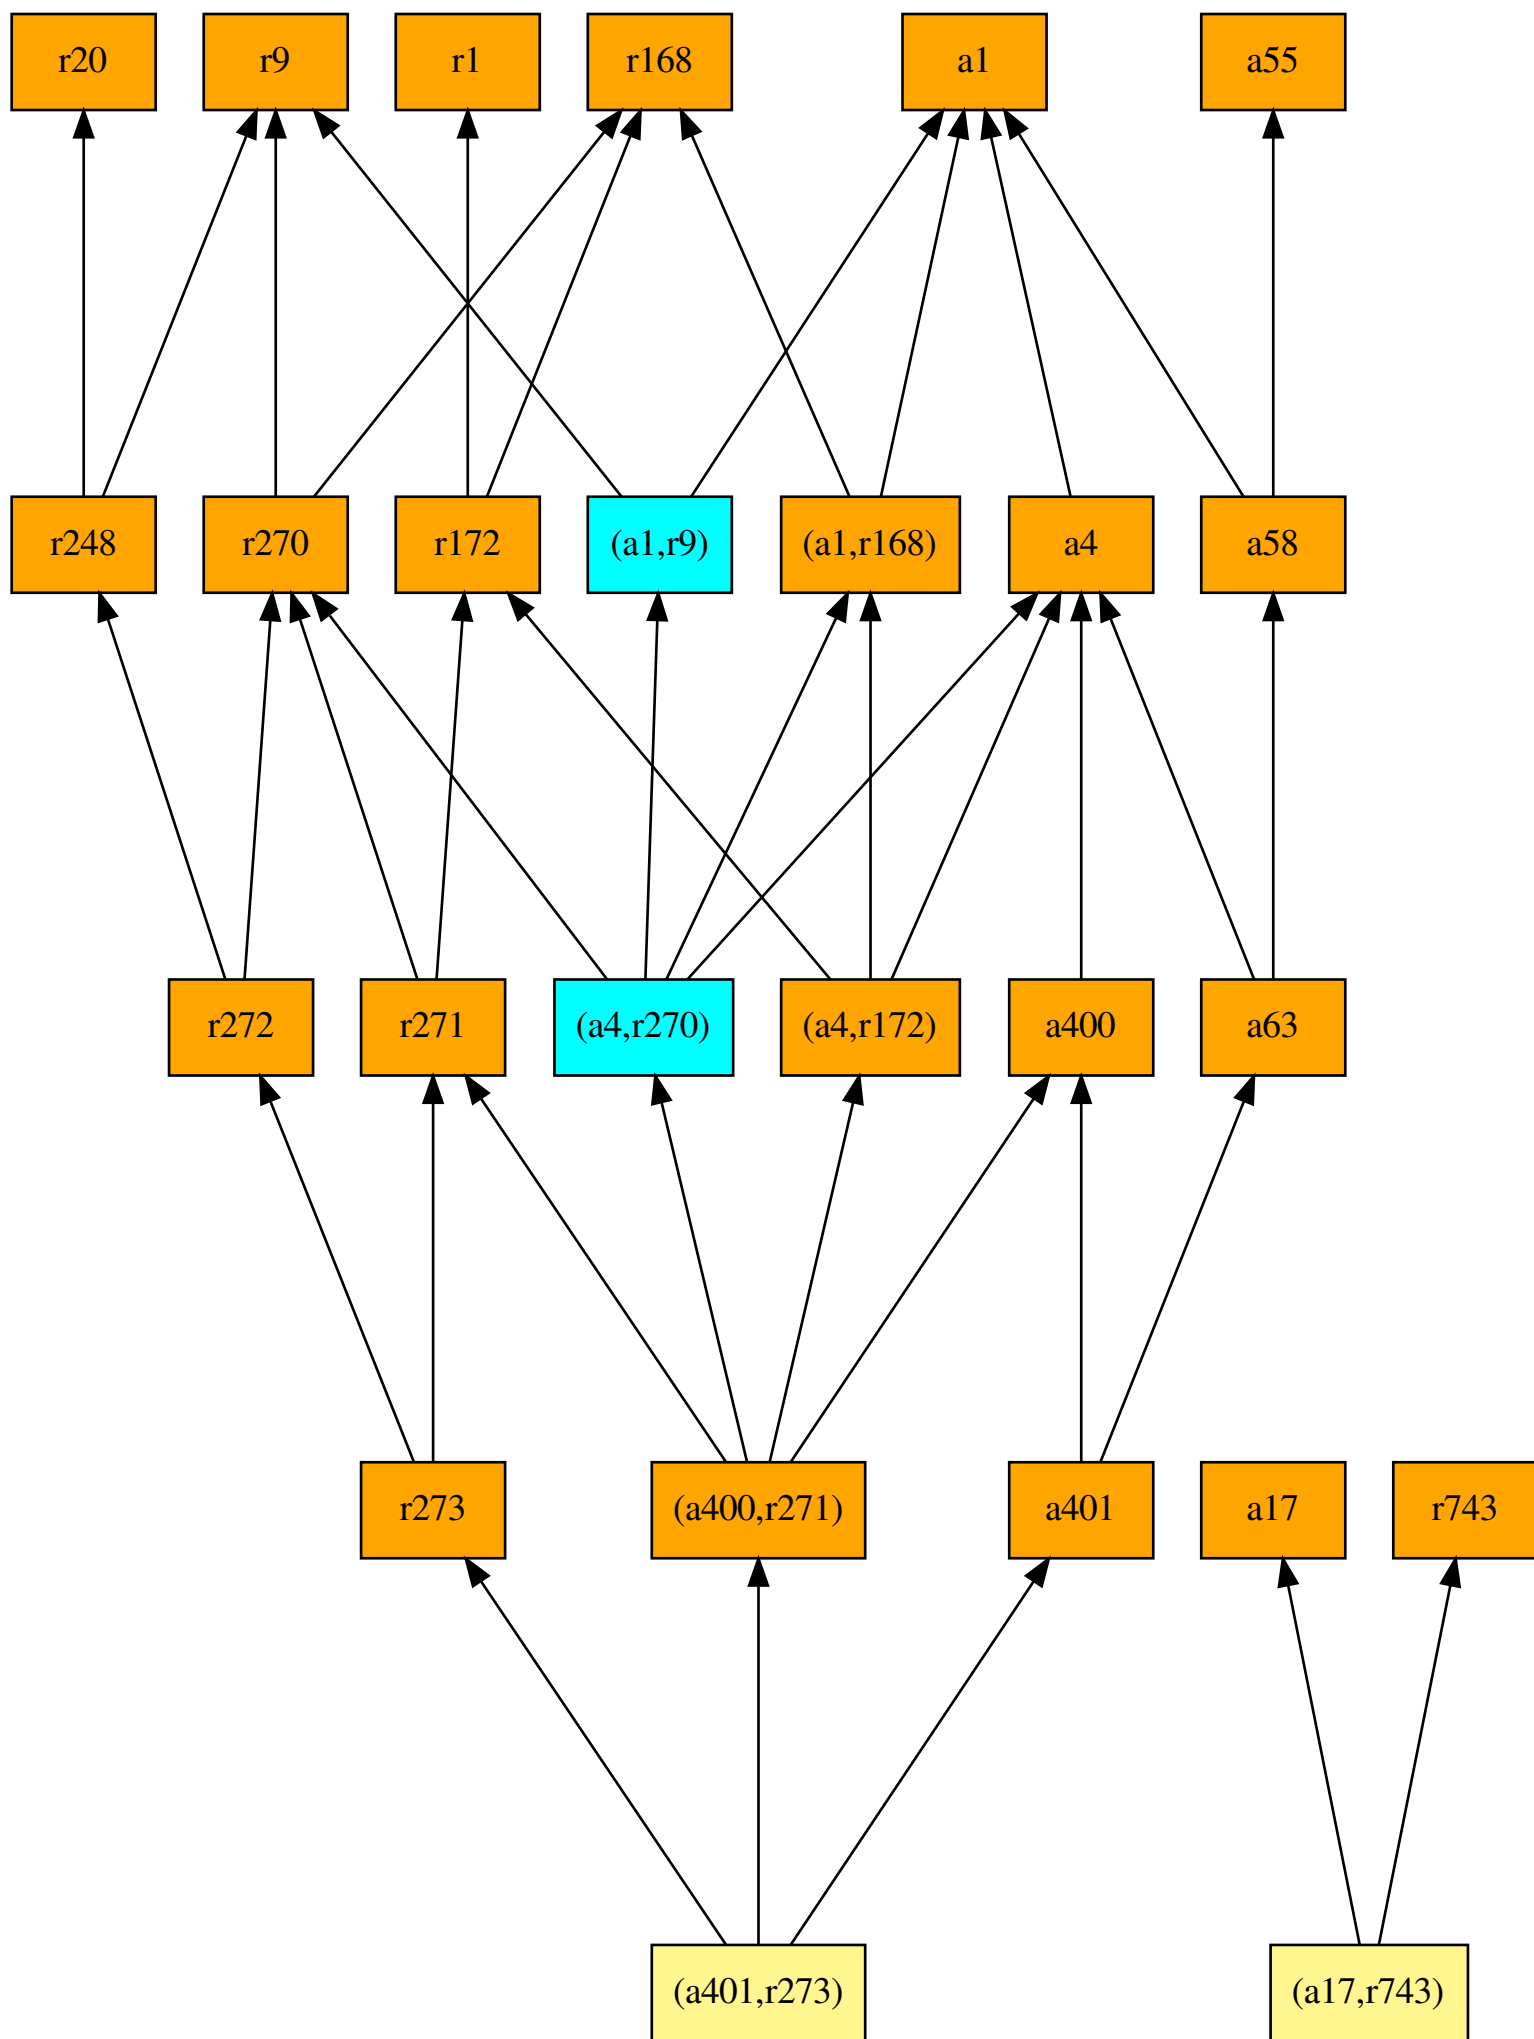 r20 r9 r1 r168 a1 a55
r248 r270 r172 (a1,r9) (a1,r168) a4 a58
r272 r271 (a4,r270) (a4,r172) a400 a63
r273 (a400,r271) a401 a17 r743
(a401,r273) (a17,r743)